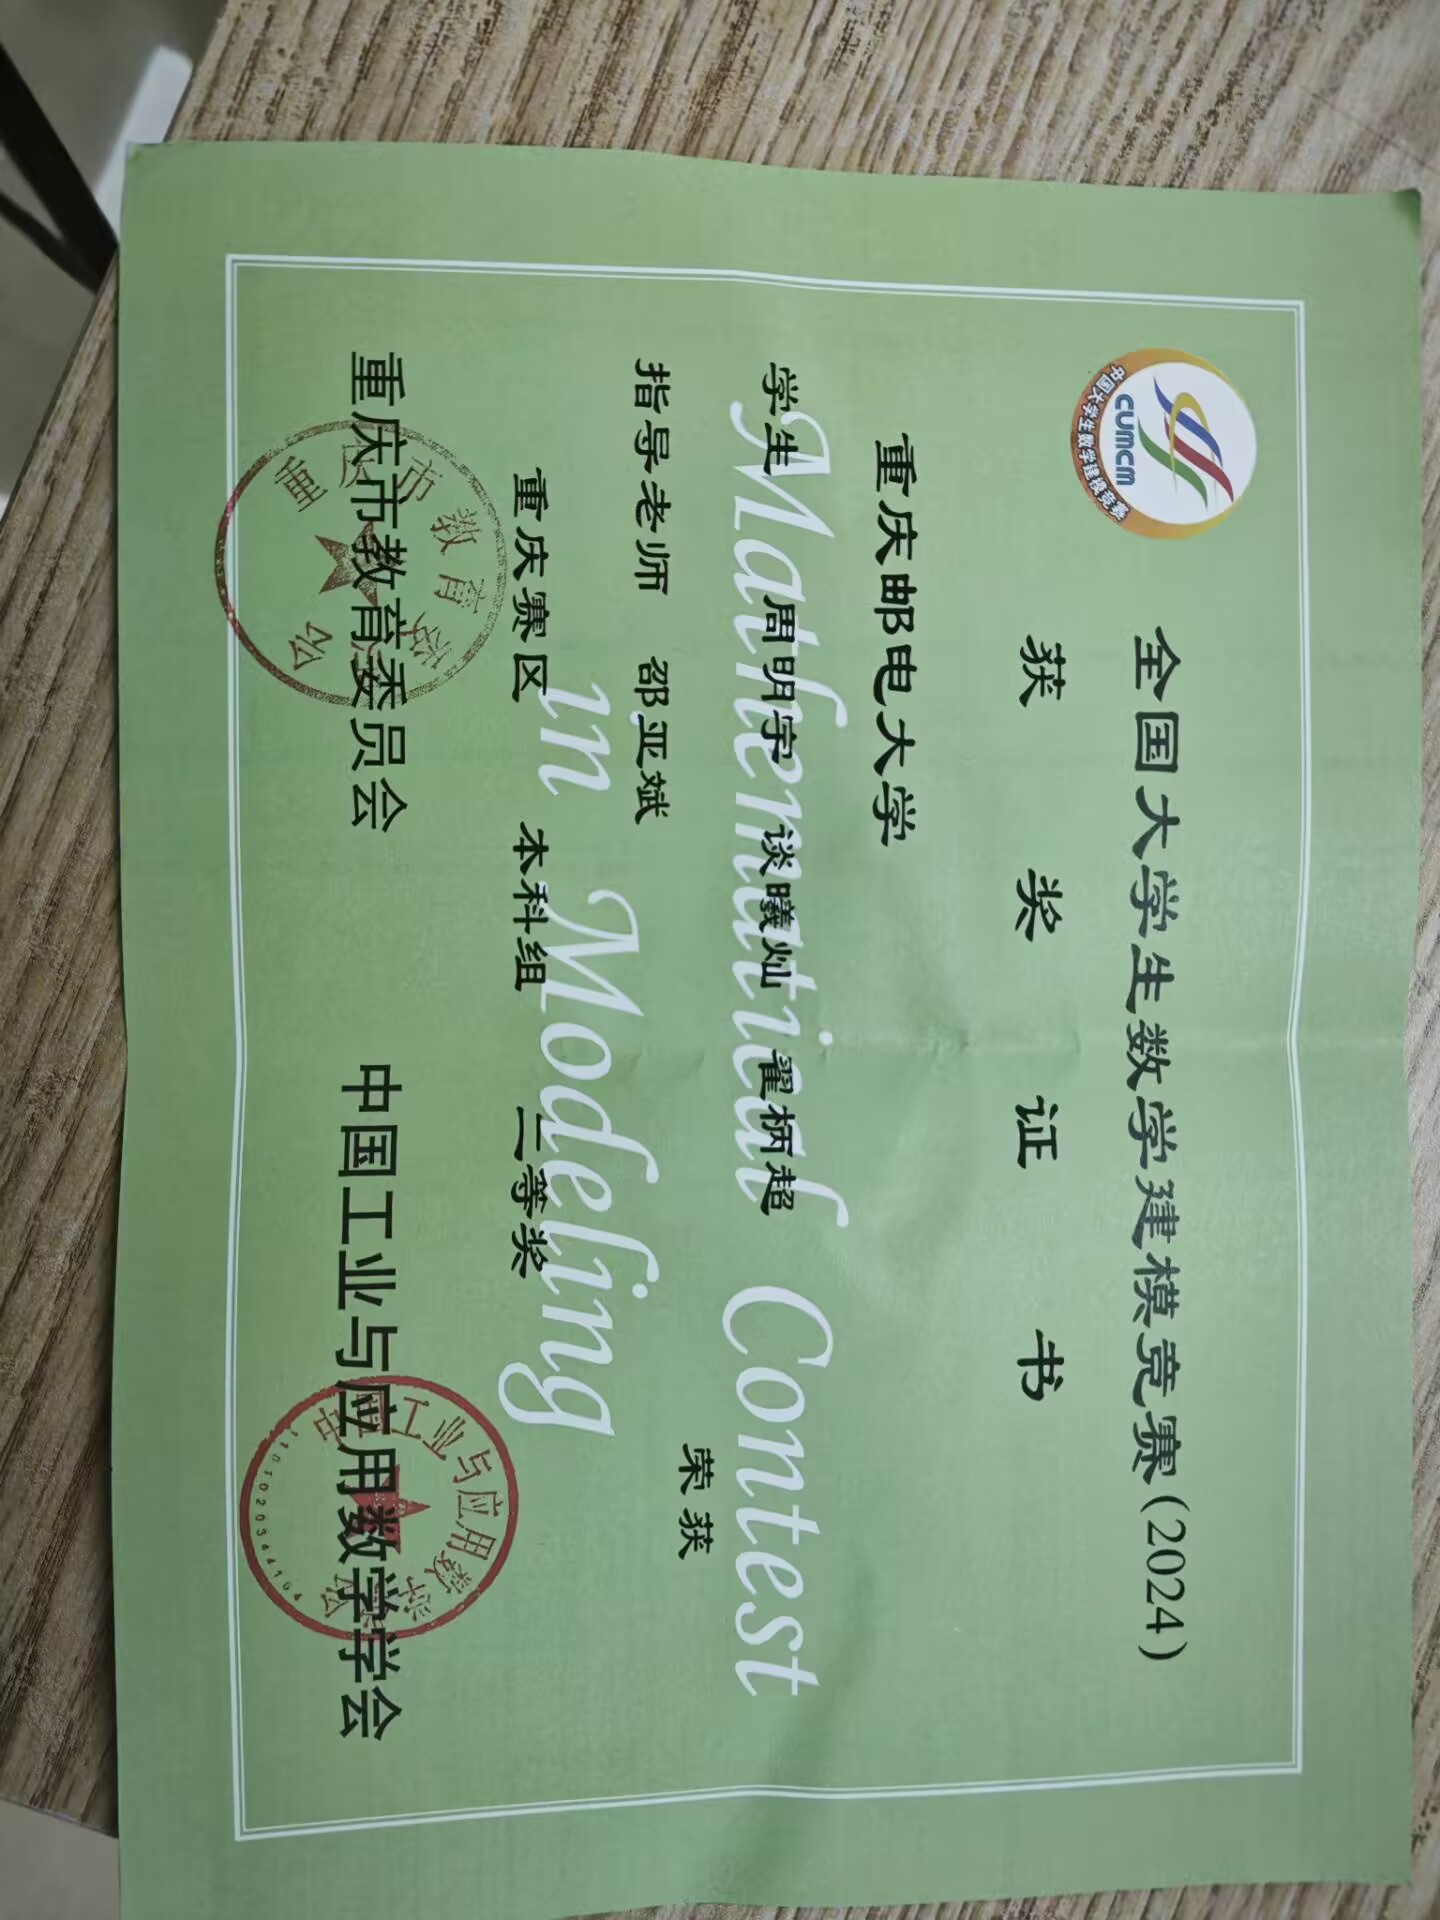 CUMCM
中国大学生数学建模竞赛
全国大学生数学建模竞赛(2024)
获奖证书
重庆邮电大学
Mathematical Contest
学生 周明宇 谈曦灿 翟柄超
荣获
指导老师 邵亚斌
in Modeling
重庆赛区 本科组 二等奖
重庆市教育委员会
重庆市教育委员会
中国工业与应用数学学会
中国工业与应用数学学会